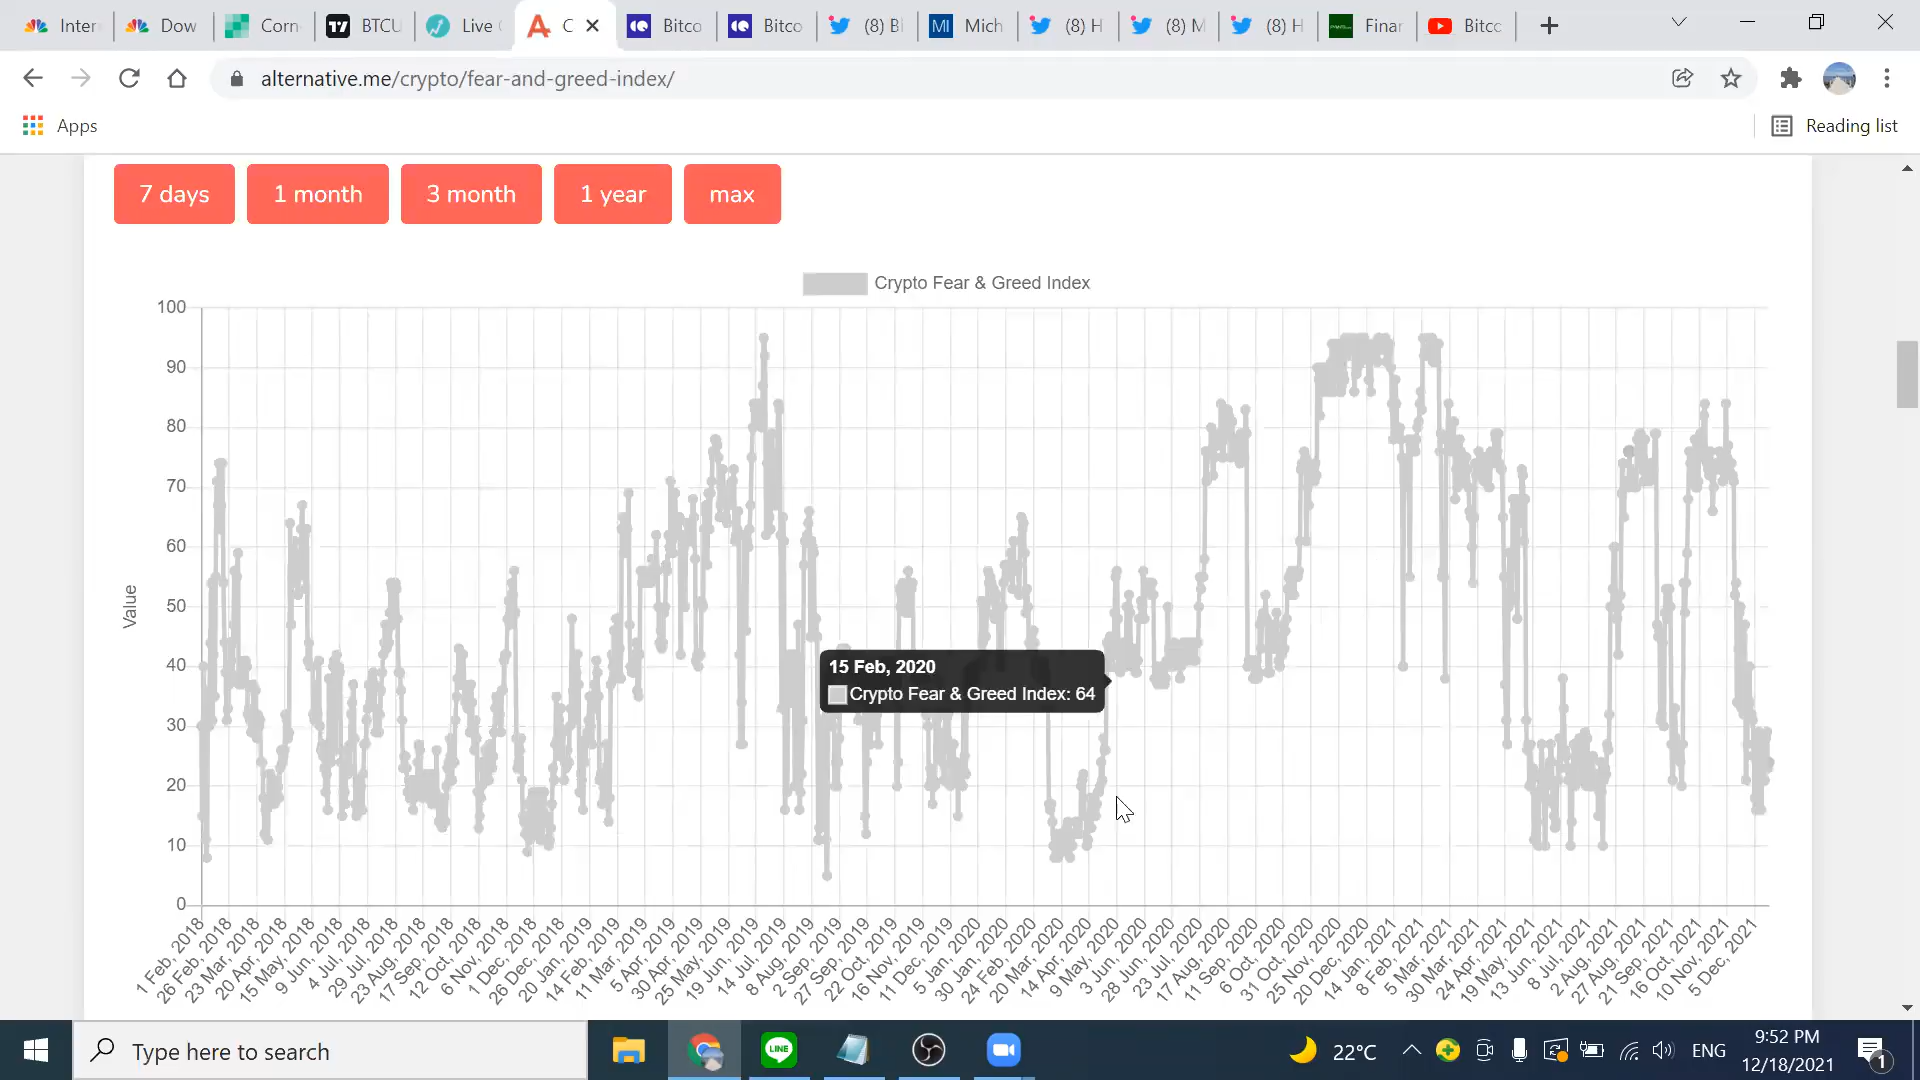 Inter
Dow
Corn
BTCU
Live
C
Bitco
Bitco
(8) Bi
MI Mich
(8) H
(8) M
(8) H
Finar
Bitcc
alternative.me/crypto/fear-and-greed-index/
Apps
Reading list
7 days
1 month
3 month
1 year
max
Crypto Fear & Greed Index
100
90
80
70
60
50
40
30
20
10
0
Value
15 Feb, 2020
Crypto Fear & Greed Index: 64
1 Feb, 2018
26 Feb, 2018
23 Mar, 2018
20 Apr, 2018
15 May, 2018
9 Jun, 2018
4 Jul, 2018
29 Jul, 2018
23 Aug, 2018
17 Sep, 2018
12 Oct, 2018
6 Nov, 2018
1 Dec, 2018
26 Dec, 2018
20 Jan, 2019
14 Feb, 2019
11 Mar, 2019
5 Apr, 2019
30 Apr, 2019
25 May, 2019
19 Jun, 2019
14 Jul, 2019
8 Aug, 2019
2 Sep, 2019
27 Sep, 2019
22 Oct, 2019
16 Nov, 2019
11 Dec, 2019
5 Jan, 2020
30 Jan, 2020
24 Feb, 2020
20 Mar, 2020
14 Apr, 2020
9 May, 2020
3 Jun, 2020
28 Jun, 2020
23 Jul, 2020
17 Aug, 2020
11 Sep, 2020
6 Oct, 2020
31 Oct, 2020
25 Nov, 2020
20 Dec, 2020
14 Jan, 2021
8 Feb, 2021
5 Mar, 2021
30 Mar, 2021
24 Apr, 2021
19 May, 2021
13 Jun, 2021
8 Jul, 2021
2 Aug, 2021
27 Aug, 2021
21 Sep, 2021
16 Oct, 2021
10 Nov, 2021
5 Dec, 2021
Type here to search
LINE
22°C
ENG
9:52 PM
12/18/2021
1